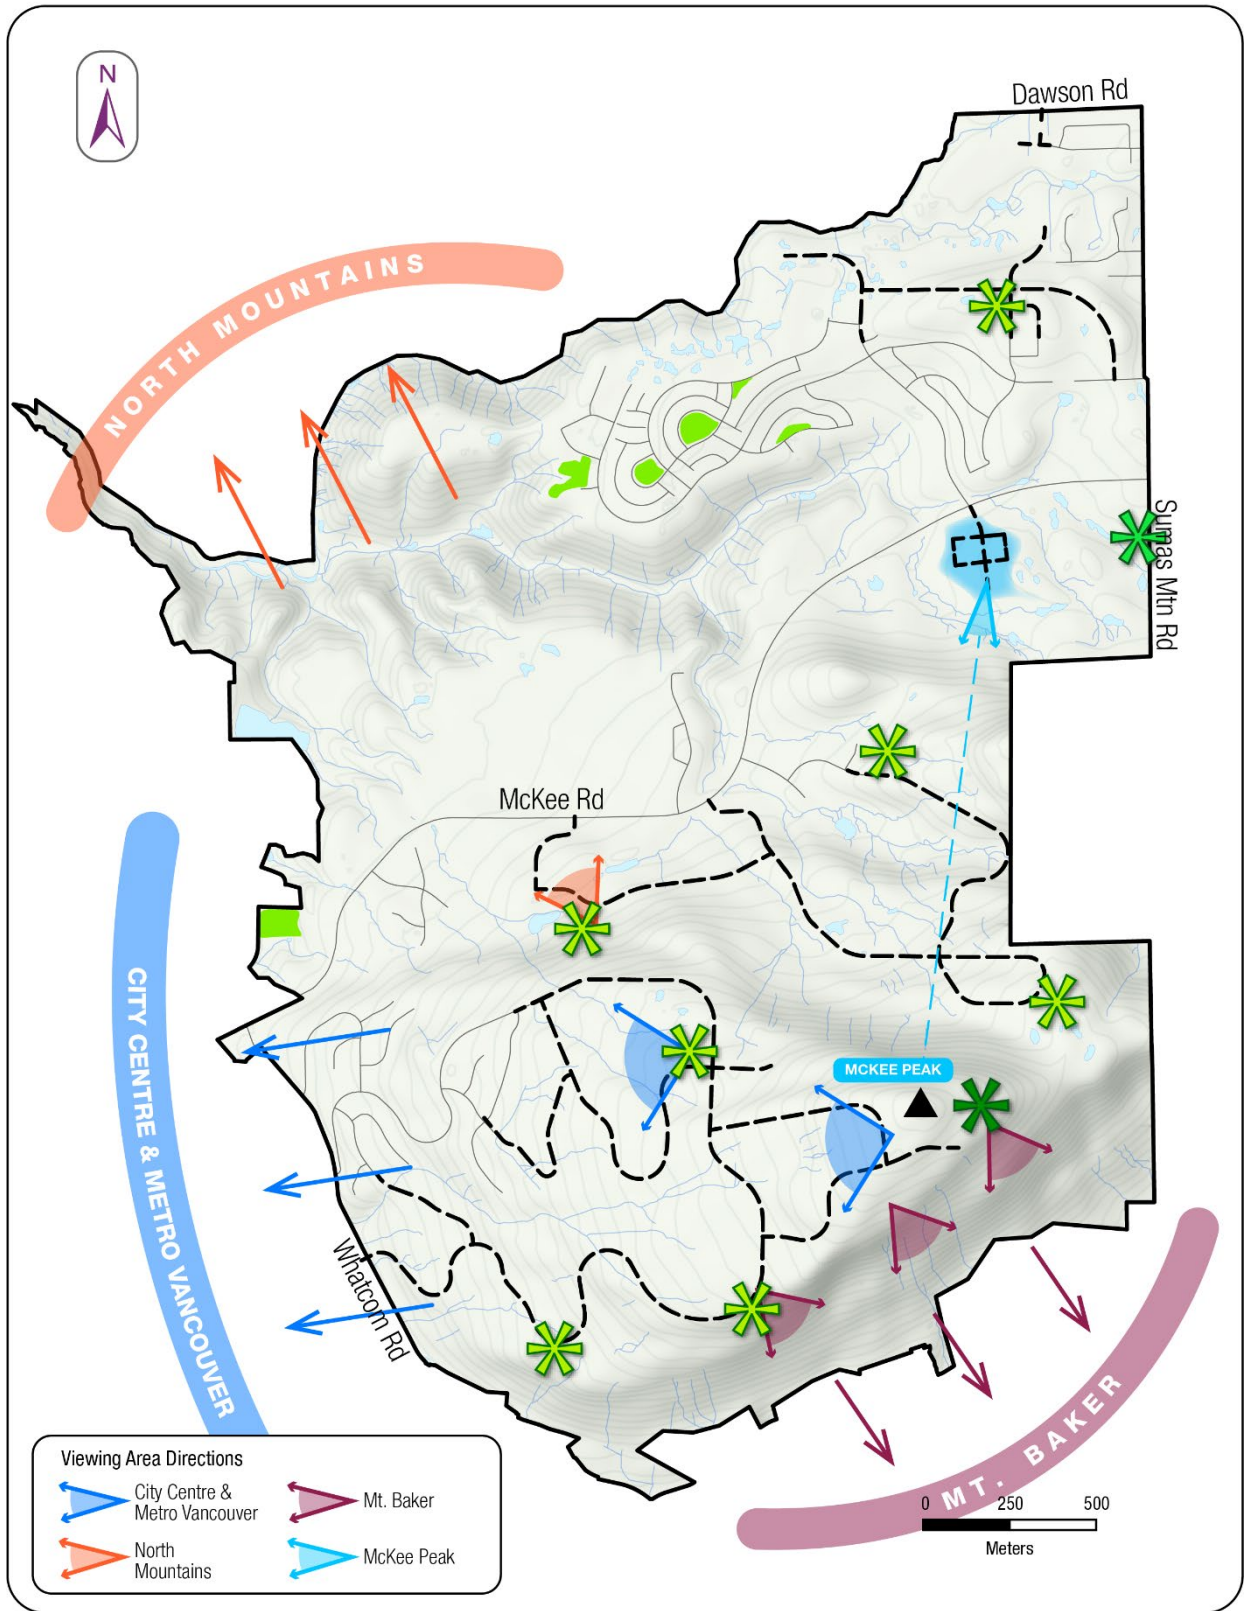 N
Dawson Rd
NORTH MOUNTAINS
Sumas Mtn Rd
McKee Rd
CITY CENTRE & METRO VANCOUVER
MCKEE PEAK
Whatcom Rd
MT. BAKER
Viewing Area Directions
City Centre &
Metro Vancouver
Mt. Baker
North
Mountains
McKee Peak
0 250 500
Meters